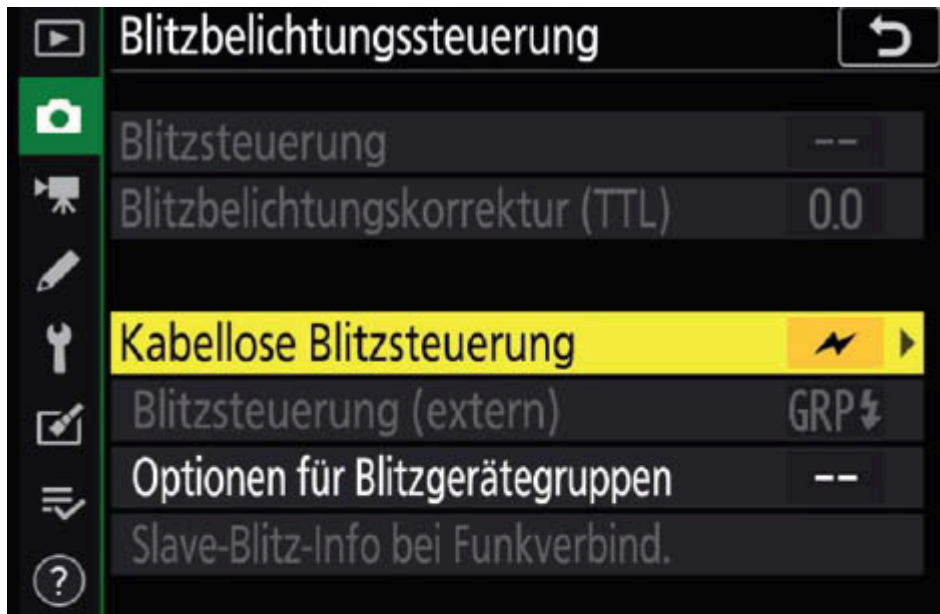 Blitzbelichtungssteuerung
Blitzsteuerung --
Blitzbelichtungskorrektur (TTL) 0.0
Kabellose Blitzsteuerung
Blitzsteuerung (extern) GRP
Optionen für Blitzgerätegruppen --
Slave-Blitz-Info bei Funkverbind.
?